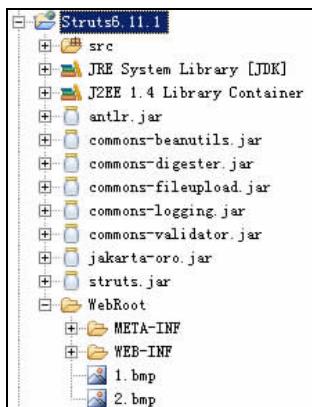 Struts6.11.1
src
JRE System Library [JDK]
J2EE 1.4 Library Container
antlr.jar
commons-beanutils.jar
commons-digester.jar
commons-fileupload.jar
commons-logging.jar
commons-validator.jar
jakarta-oro.jar
struts.jar
WebRoot
META-INF
WEB-INF
1.bmp
2.bmp